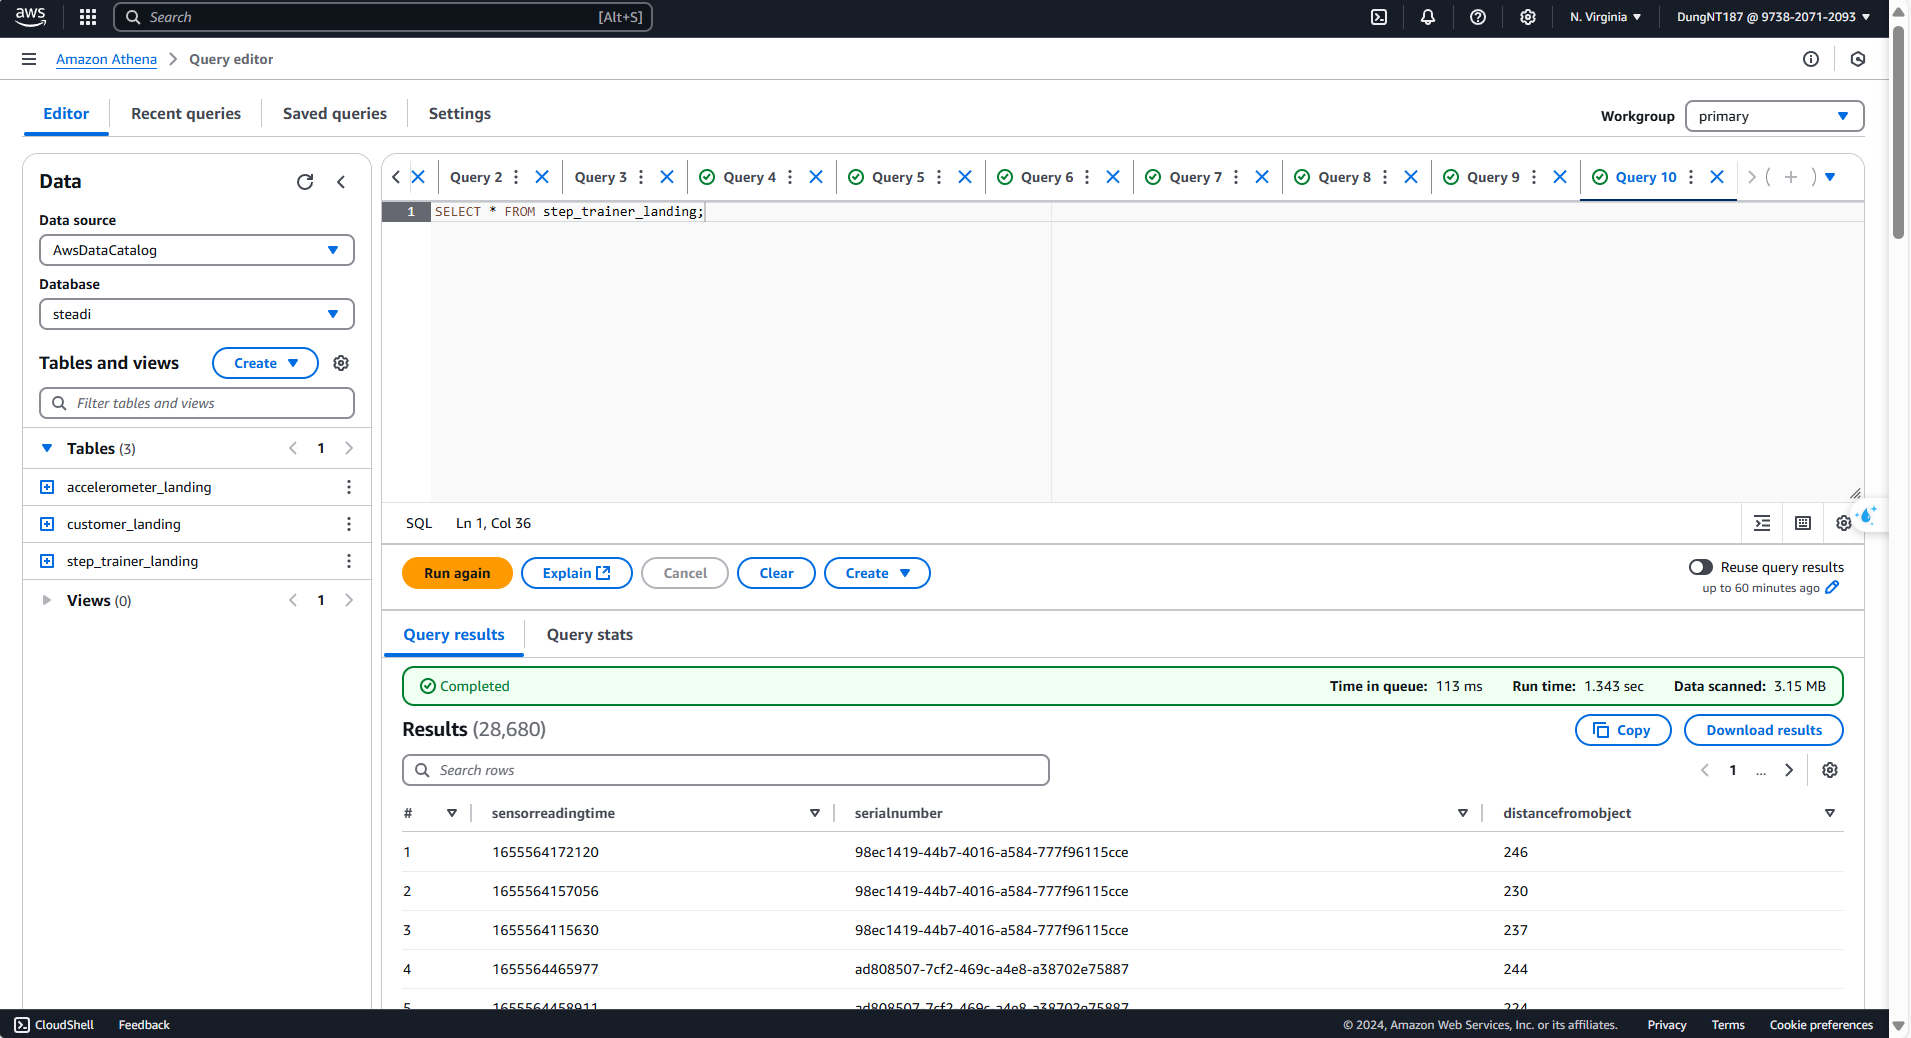 aws
Search [Alt+S]
N. Virginia
DungNT187 @ 9738-2071-2093
Amazon Athena
Query editor
Editor
Recent queries
Saved queries
Settings
Workgroup
primary
Data
Data source
AwsDataCatalog
Database
steadi
Tables and views
Create
Filter tables and views
Tables (3)
1
accelerometer_landing
customer_landing
step_trainer_landing
Views (0)
1
Query 2
Query 3
Query 4
Query 5
Query 6
Query 7
Query 8
Query 9
Query 10
1 SELECT * FROM step_trainer_landing;
SQL Ln 1, Col 36
Run again
Explain
Cancel
Clear
Create
Reuse query results
up to 60 minutes ago
Query results
Query stats
Completed
Time in queue: 113 ms Run time: 1.343 sec Data scanned: 3.15 MB
Results (28,680)
Copy
Download results
Search rows
1 ...
# sensorreadingtime serialnumber distancefromobject
1 1655564172120 98ec1419-44b7-4016-a584-777f96115cce 246
2 1655564157056 98ec1419-44b7-4016-a584-777f96115cce 230
3 1655564115630 98ec1419-44b7-4016-a584-777f96115cce 237
4 1655564465977 ad808507-7cf2-469c-a4e8-a38702e75887 244
5 1655564458911 ad808507-7cf2-469c-a4e8-a38702e75887 224
CloudShell Feedback
© 2024, Amazon Web Services, Inc. or its affiliates. Privacy Terms Cookie preferences